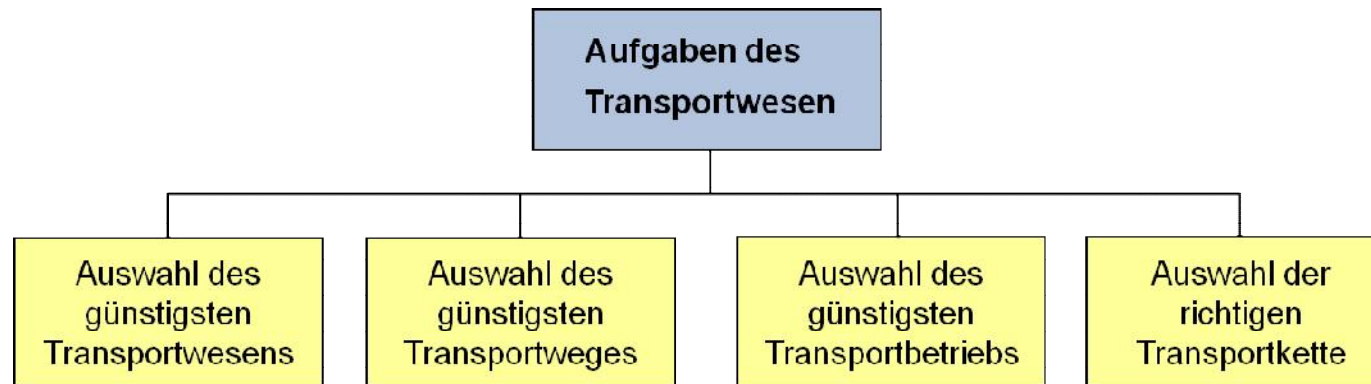 Aufgaben des
Transportwesen
Auswahl des
günstigsten
Transportwesens
Auswahl des
günstigsten
Transportweges
Auswahl des
günstigsten
Transportbetriebs
Auswahl der
richtigen
Transportkette